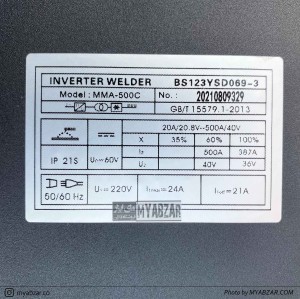 INVERTER WELDER BS123YSD069-3
Model: MMA-500C No.: 20210809329
GB/T 15579.1-2013
20A/20.8V~500A/40V
X 35% 60% 100%
IP 21S U₀=60V I₂ 500A 387A
U₂ 40V 36V
50/60 Hz U₁=220V I₁max=24A I₁eff=21A
MYABZAR
myabzar.co Photo by MYABZAR.COM